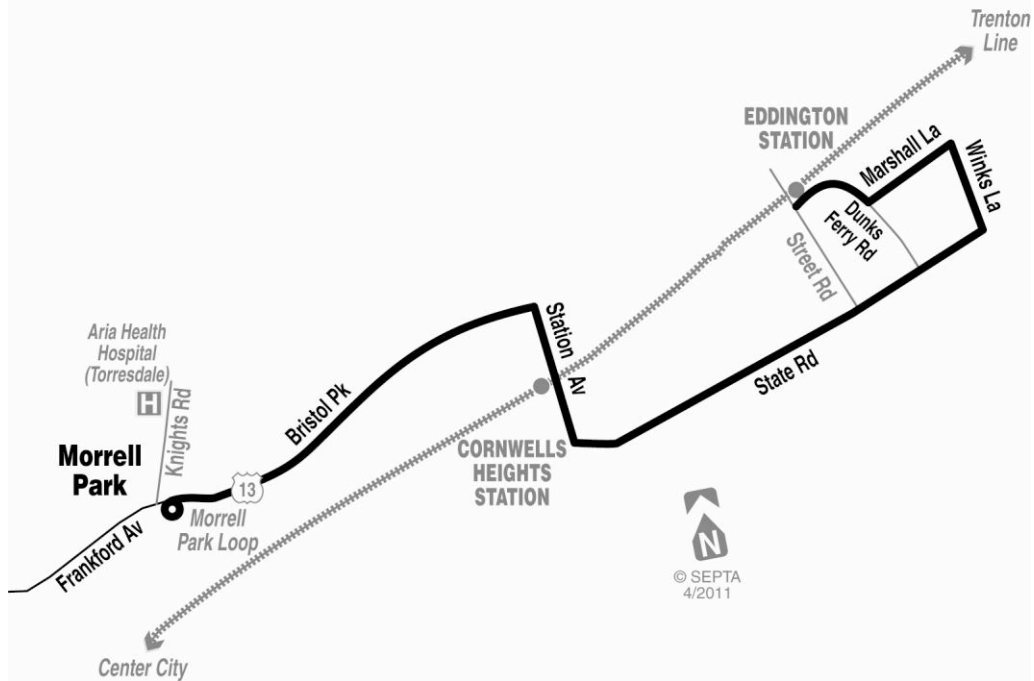 Trenton
Line
EDDINGTON
STATION
Marshall La
Winks La
Dunks
Ferry Rd
Street Rd
State Rd
Station Av
Bristol Pk
Aria Health
Hospital
(Torresdale)
H
Knights Rd
Morrell
Park
13
Morrell
Park Loop
Frankford Av
CORNWELLS
HEIGHTS
STATION
N
© SEPTA
4/2011
Center City